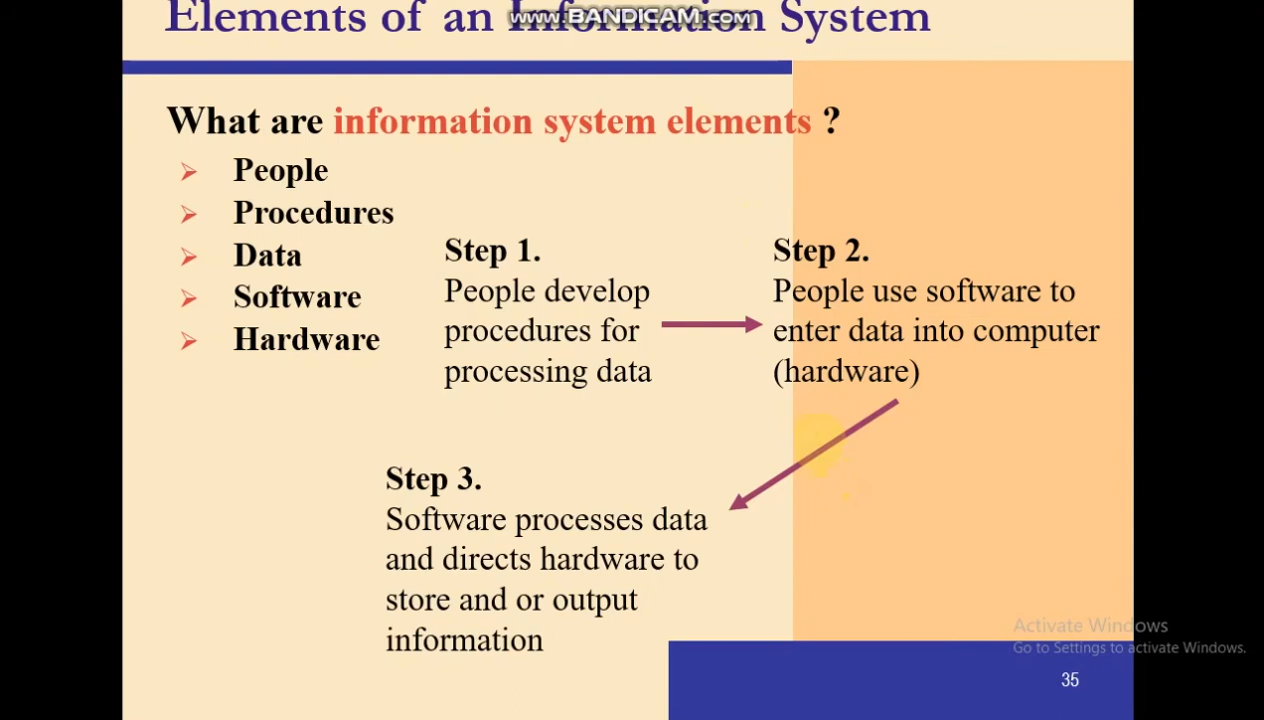 Elements of an Information System
www.BANDICAM.com
What are information system elements ?
People
Procedures
Data
Software
Hardware
Step 1.
People develop
procedures for
processing data
Step 2.
People use software to
enter data into computer
(hardware)
Step 3.
Software processes data
and directs hardware to
store and or output
information
Activate Windows
Go to Settings to activate Windows.
35